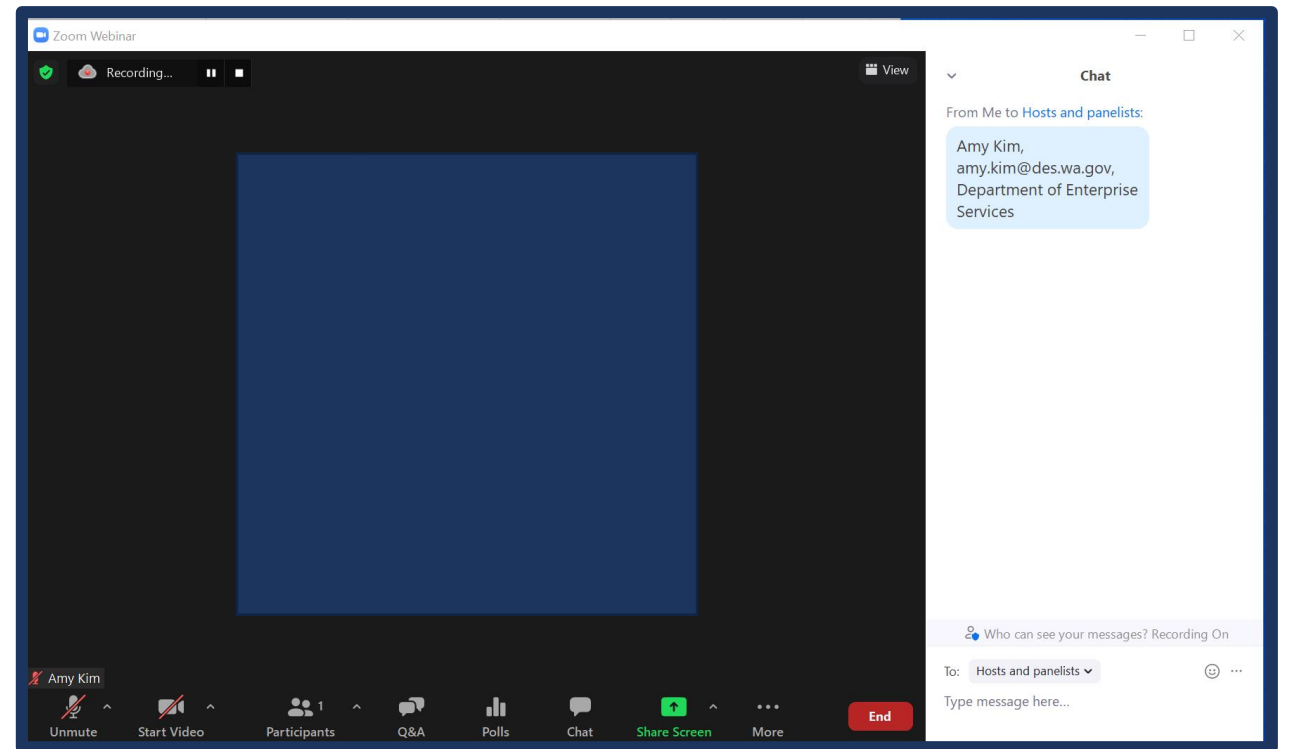 Zoom Webinar
Recording...
View
Chat
From Me to Hosts and panelists:
Amy Kim,
amy.kim@des.wa.gov,
Department of Enterprise
Services
Who can see your messages? Recording On
To: Hosts and panelists
Type message here...
Amy Kim
Unmute
Start Video
1
Participants
Q&A
Polls
Chat
Share Screen
More
End